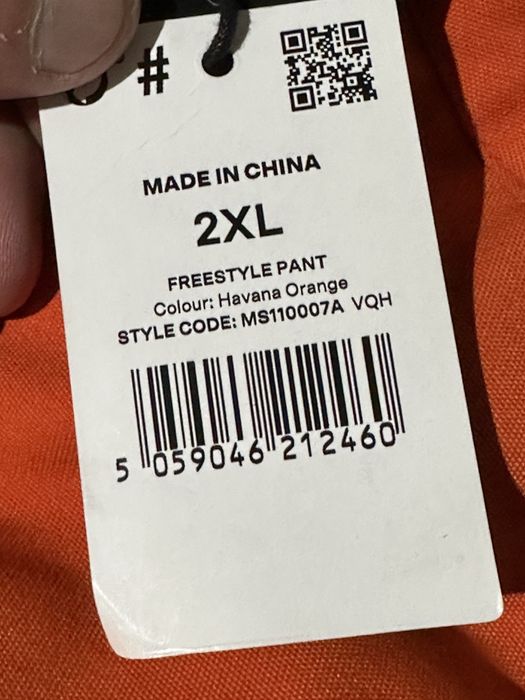 #
MADE IN CHINA
2XL
FREESTYLE PANT
Colour: Havana Orange
STYLE CODE: MS110007A VQH
5 059046 212460